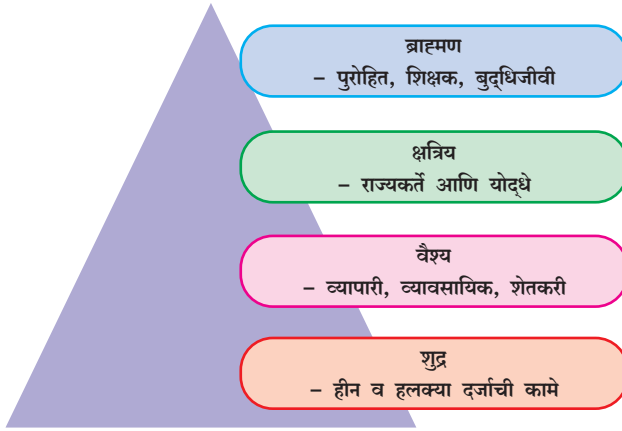 ब्राह्मण
– पुरोहित, शिक्षक, बुद्‌धिजीवी
क्षत्रिय
– राज्यकर्ते आणि योद्‌धे
वैश्य
– व्यापारी, व्यावसायिक, शेतकरी
शुद्र
– हीन व हलक्या दर्जाची कामे